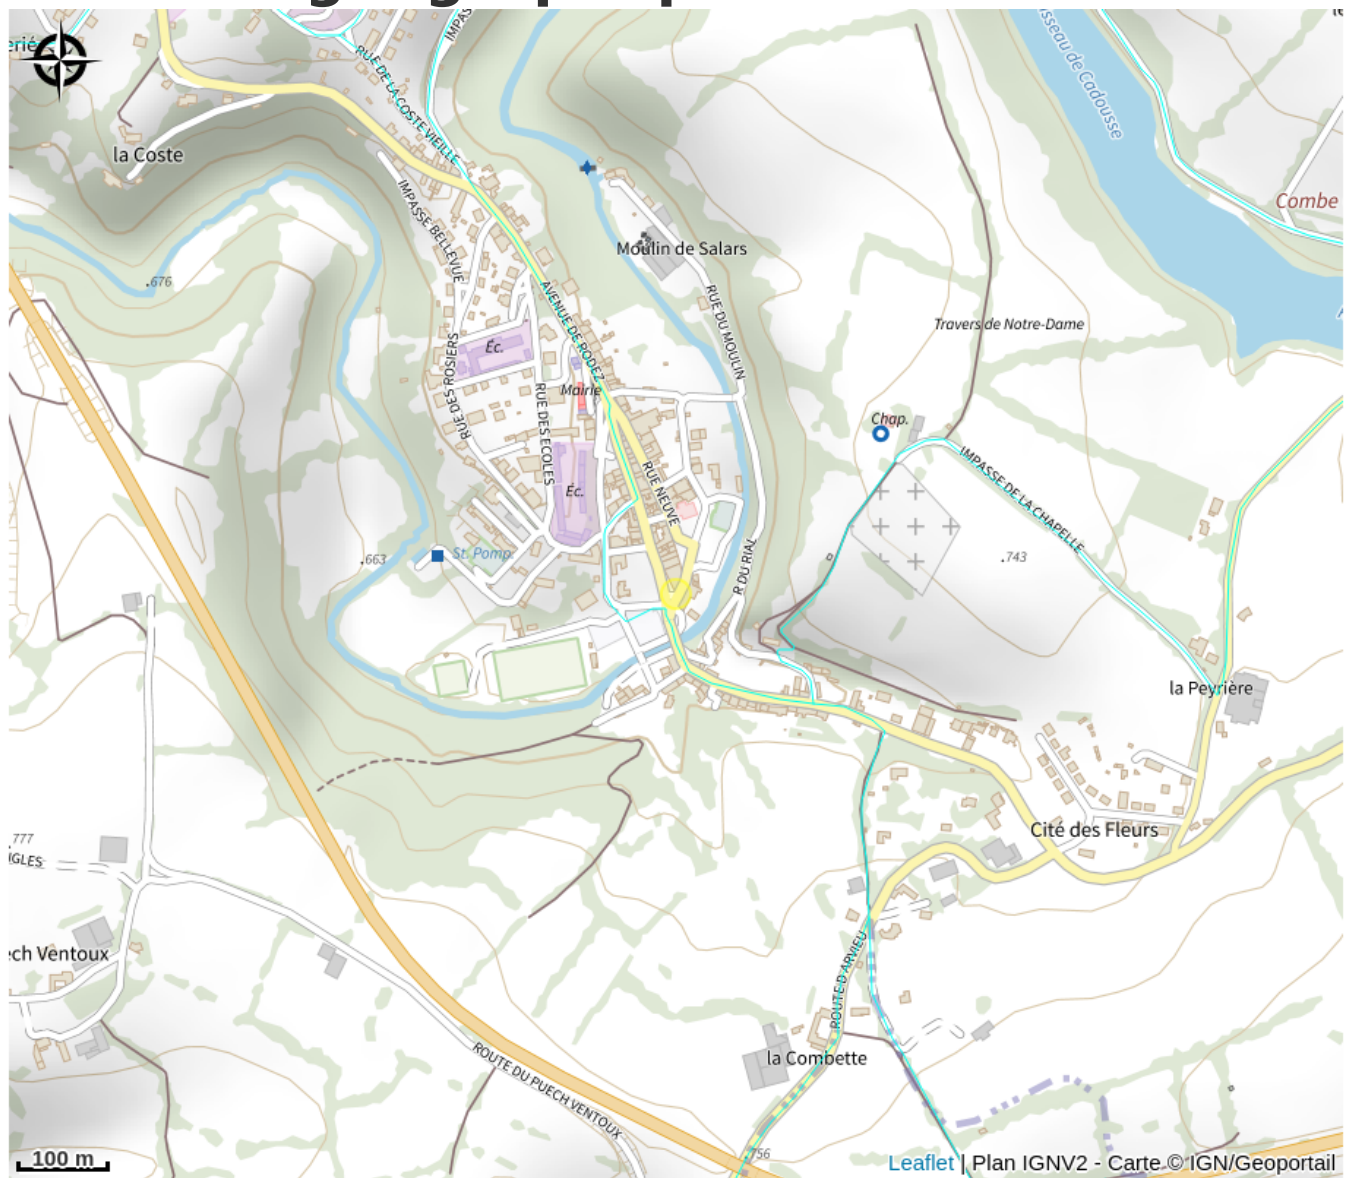 RUE DE LA COSTE VIEILLE
la Coste
IMPASSE BELLEVUE
.676
Moulin de Salars
RUE DU MOULIN
AVENUE DE RODEZ
Travers de Notre-Dame
Combe
Éc.
RUE DES ROSIERS
Mairie
RUE DES ECOLES
Chap.
IMPASSE DE LA CHAPELLE
RUE NEUVE
Éc.
St. Pomp.
.663
.743
R DU RIAL
la Peyrière
Cité des Fleurs
.777
ech Ventoux
ROUTE D'ARVIEU
la Combette
ROUTE DU PUECH VENTOUX
100 m
Leaflet | Plan IGNV2 - Carte © IGN/Geoportail